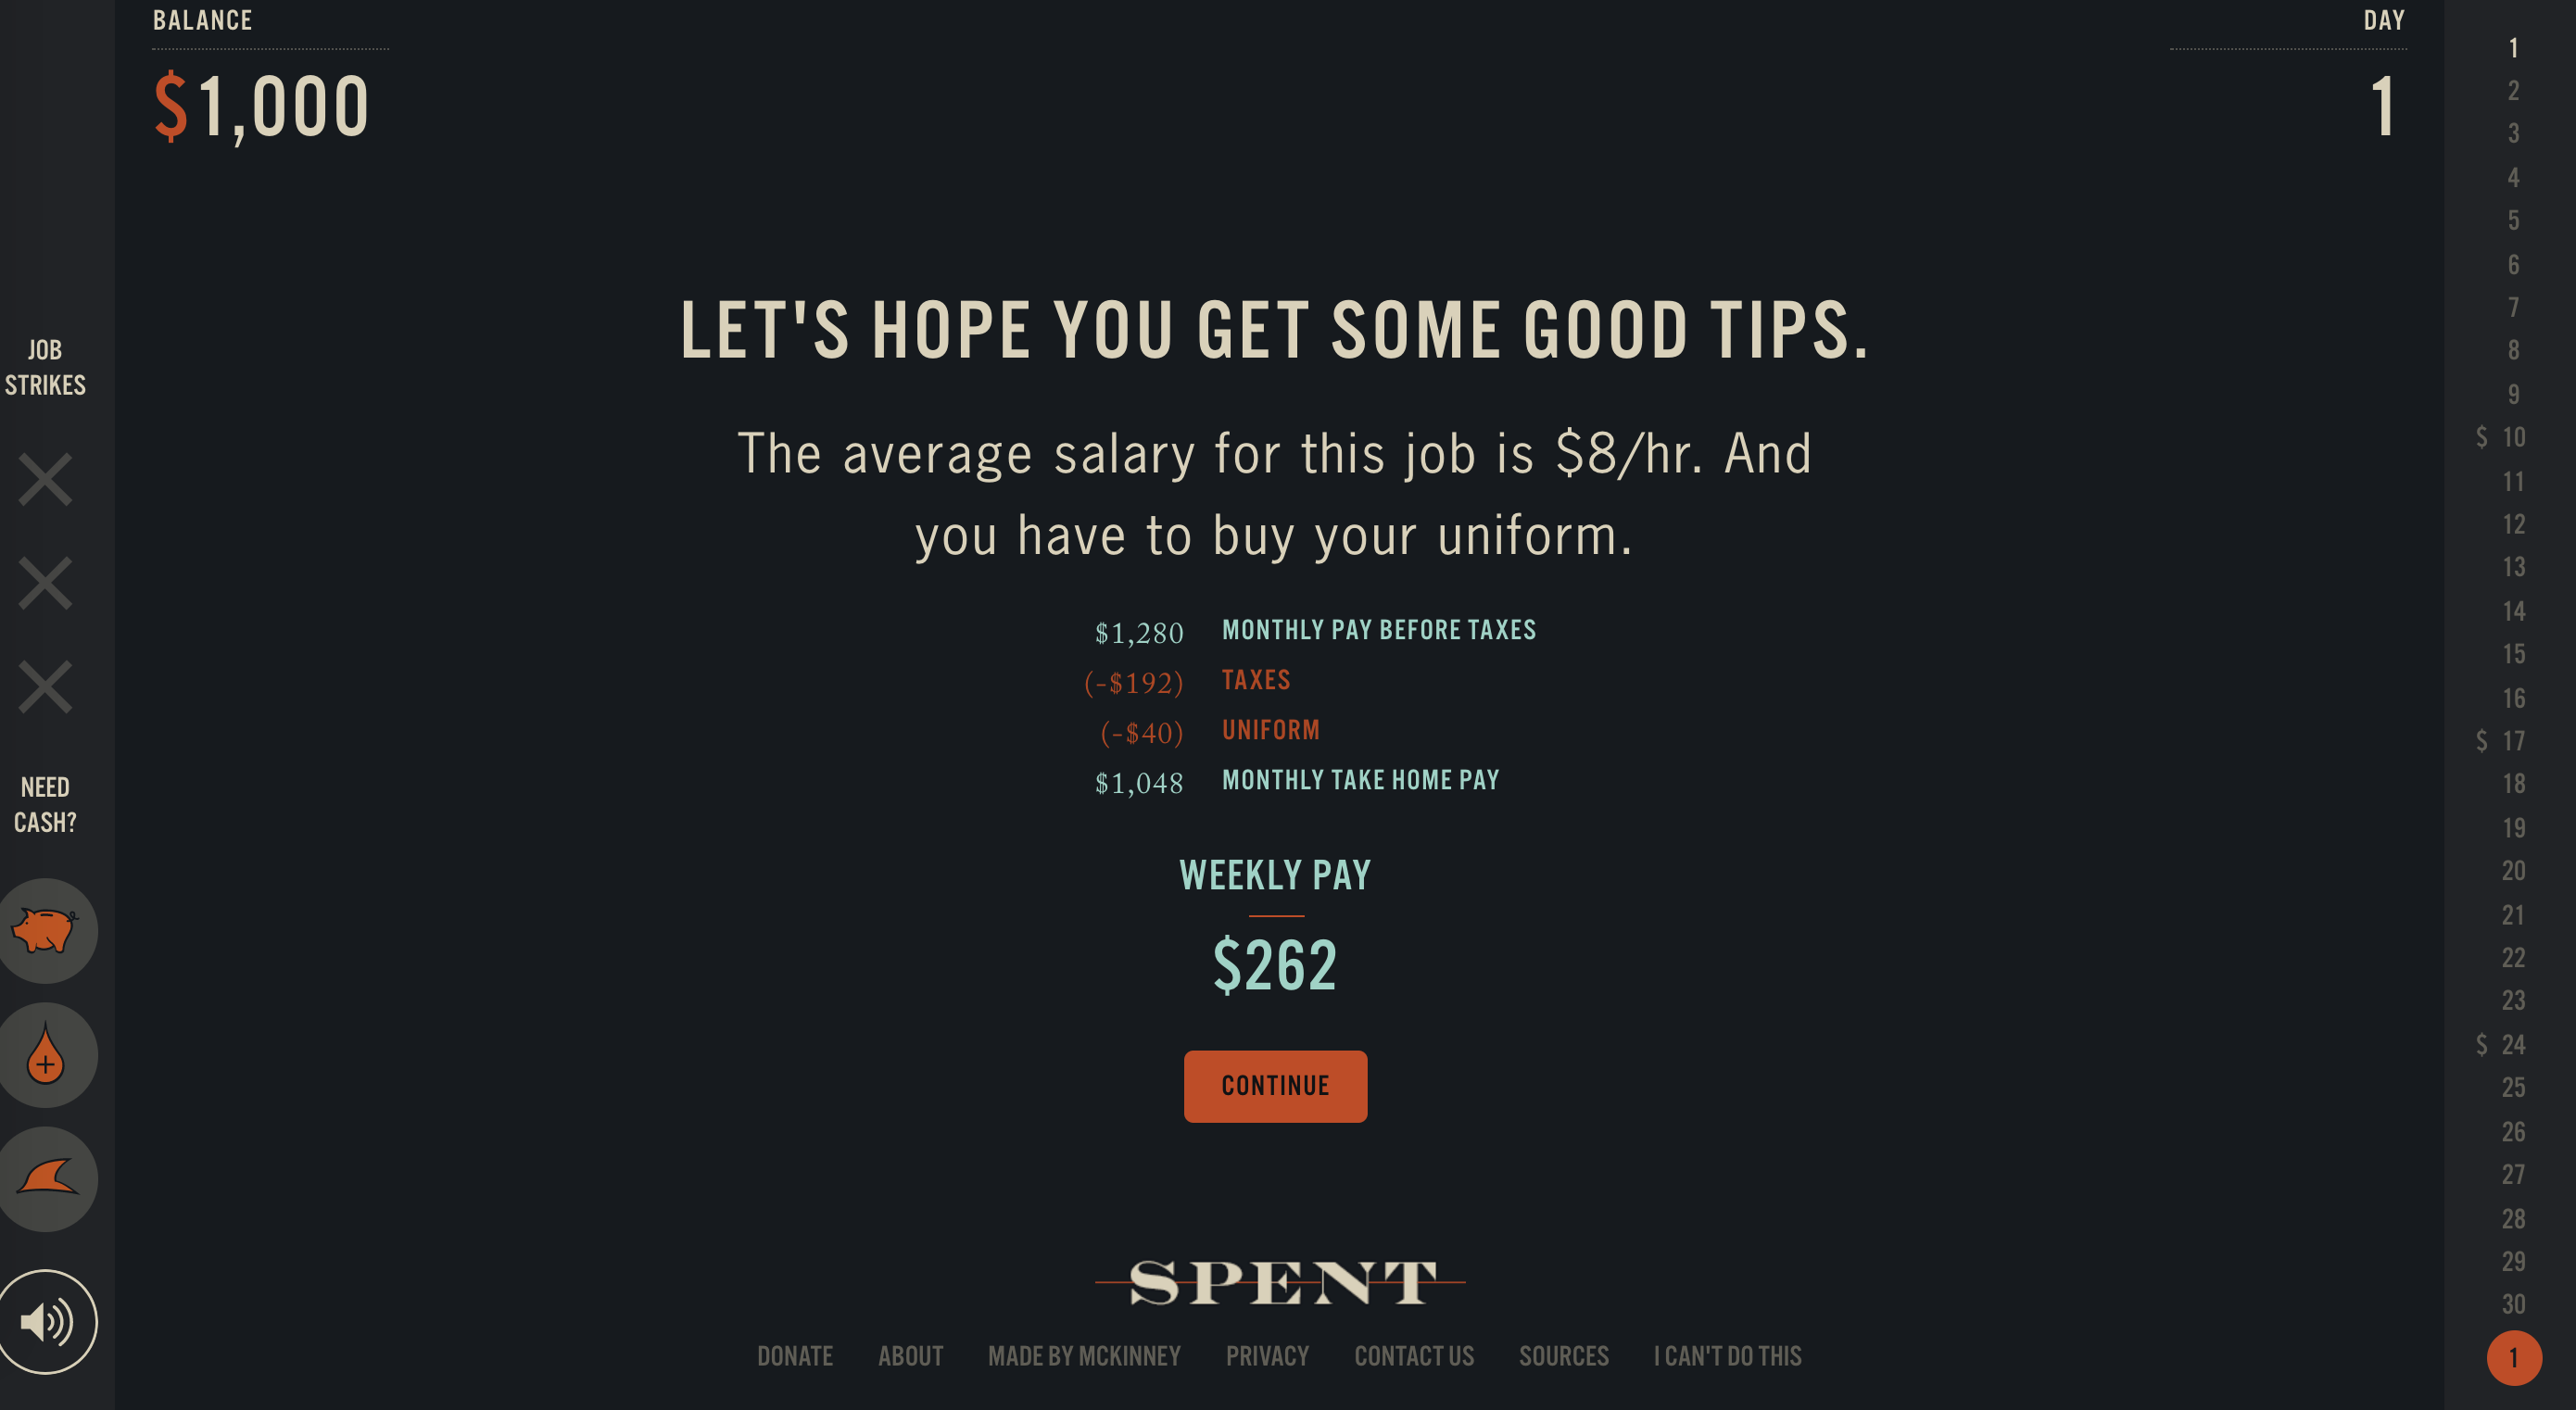 BALANCE
$1,000
DAY
1
JOB
STRIKES
NEED
CASH?
LET'S HOPE YOU GET SOME GOOD TIPS.
The average salary for this job is $8/hr. And
you have to buy your uniform.
$1,280 MONTHLY PAY BEFORE TAXES
(-$192) TAXES
(-$40) UNIFORM
$1,048 MONTHLY TAKE HOME PAY
WEEKLY PAY
$262
CONTINUE
SPENT
DONATE ABOUT MADE BY MCKINNEY PRIVACY CONTACT US SOURCES I CAN'T DO THIS
1
2
3
4
5
6
7
8
9
$ 10
11
12
13
14
15
16
$ 17
18
19
20
21
22
23
$ 24
25
26
27
28
29
30
1